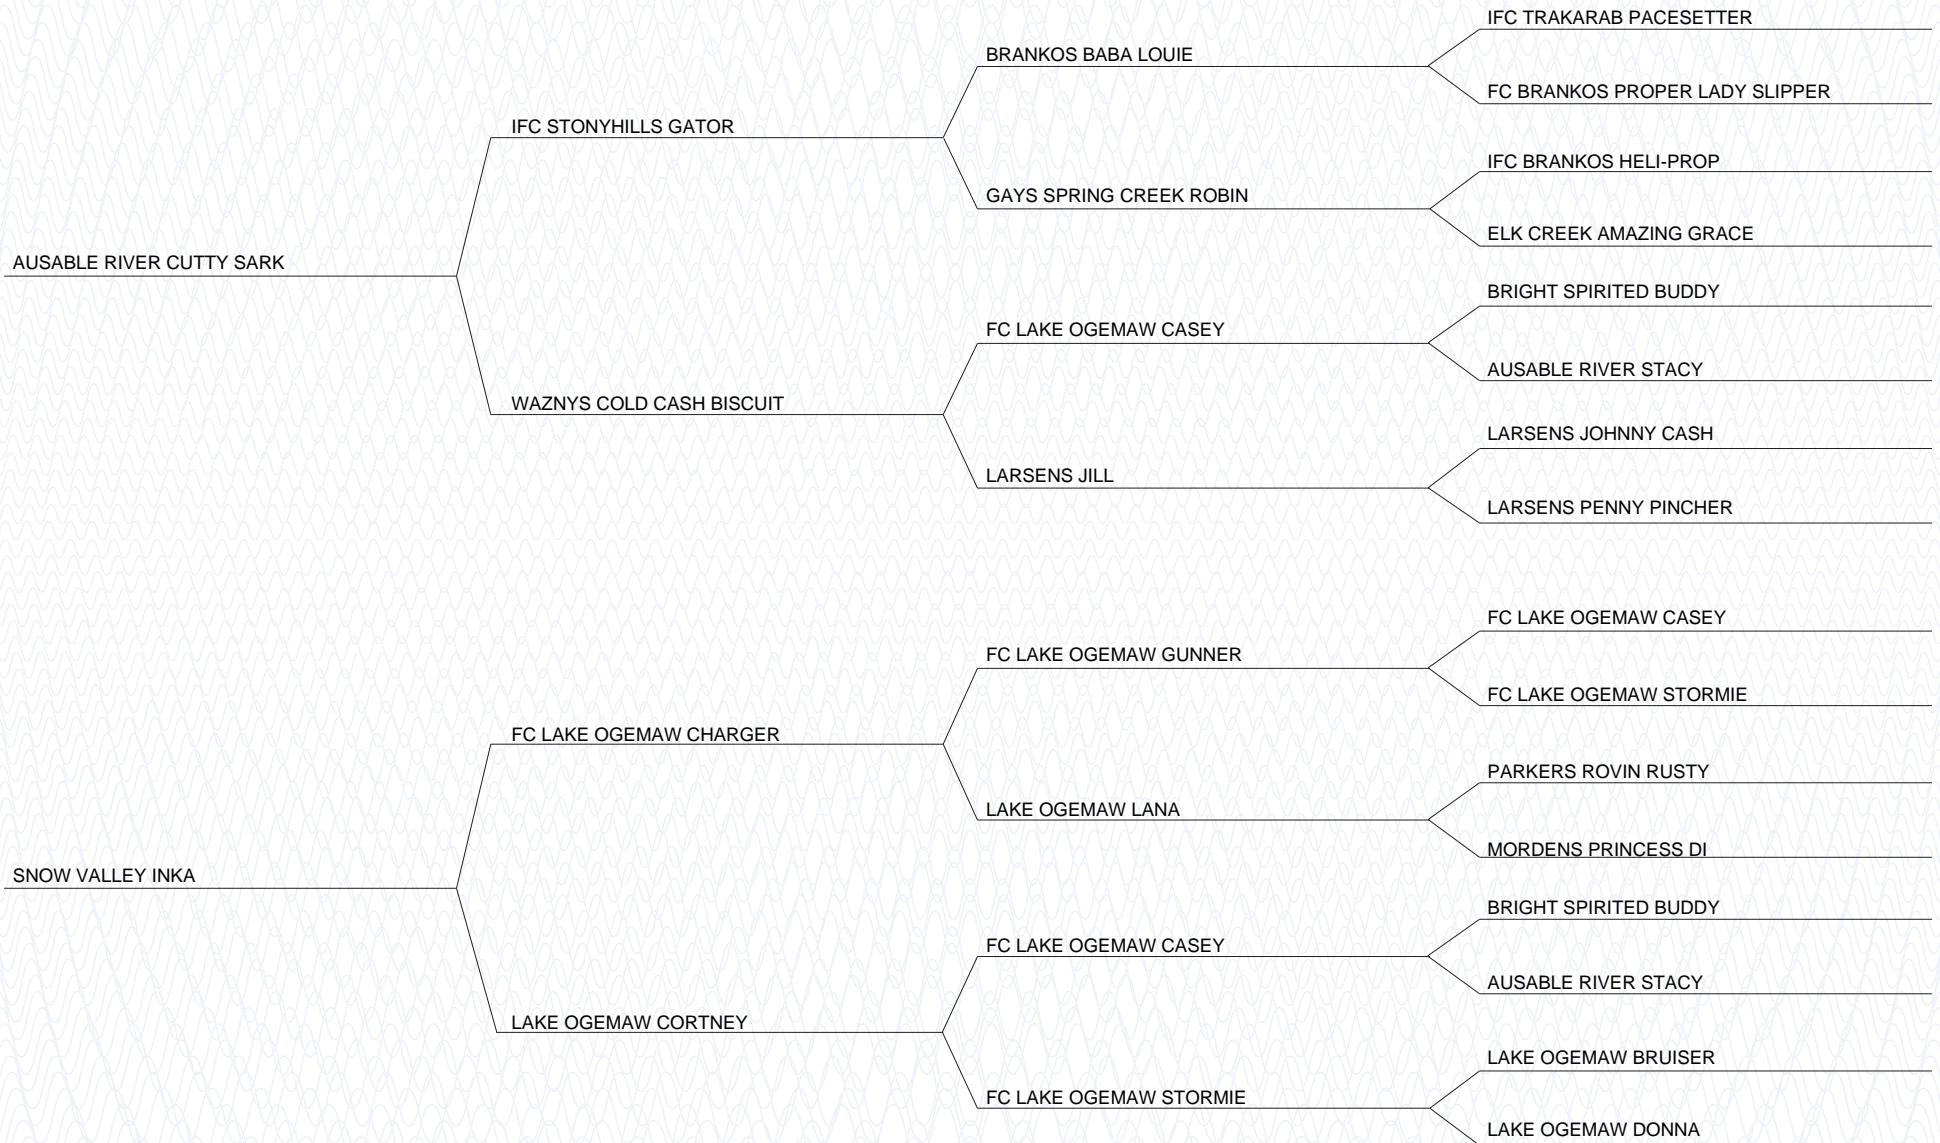 IFC TRAKARAB PACESETTER
BRANKOS BABA LOUIE
FC BRANKOS PROPER LADY SLIPPER
IFC STONYHILLS GATOR
IFC BRANKOS HELI-PROP
GAYS SPRING CREEK ROBIN
ELK CREEK AMAZING GRACE
AUSABLE RIVER CUTTY SARK
BRIGHT SPIRITED BUDDY
FC LAKE OGEMAW CASEY
AUSABLE RIVER STACY
WAZNYS COLD CASH BISCUIT
LARSENS JOHNNY CASH
LARSENS JILL
LARSENS PENNY PINCHER
FC LAKE OGEMAW CASEY
FC LAKE OGEMAW GUNNER
FC LAKE OGEMAW STORMIE
FC LAKE OGEMAW CHARGER
PARKERS ROVIN RUSTY
LAKE OGEMAW LANA
MORDENS PRINCESS DI
SNOW VALLEY INKA
BRIGHT SPIRITED BUDDY
FC LAKE OGEMAW CASEY
AUSABLE RIVER STACY
LAKE OGEMAW CORTNEY
LAKE OGEMAW BRUISER
FC LAKE OGEMAW STORMIE
LAKE OGEMAW DONNA